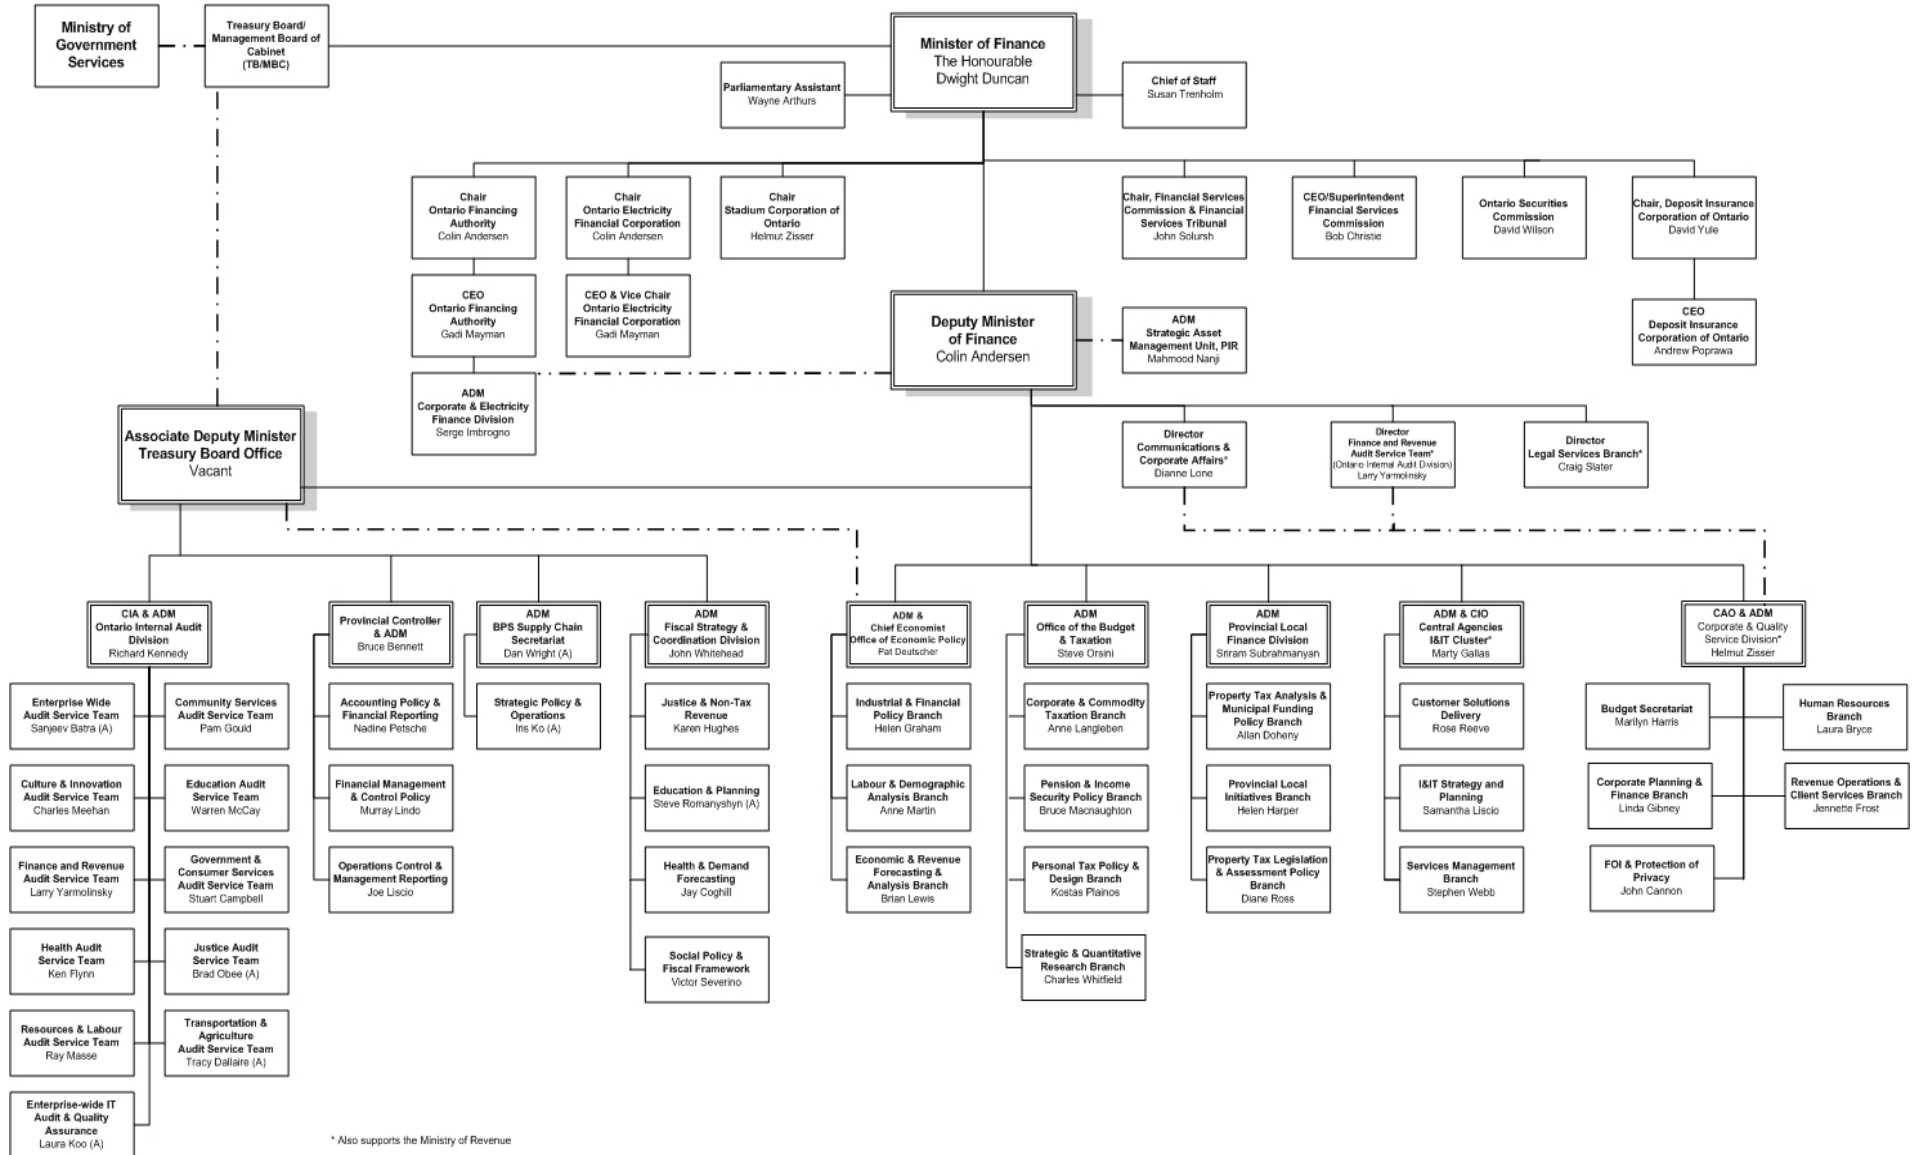 Ministry of
Government
Services
Treasury Board/
Management Board of
Cabinet
(TB/MBC)
Minister of Finance
The Honourable
Dwight Duncan
Parliamentary Assistant
Wayne Arthurs
Chief of Staff
Susan Trenholm
Chair
Ontario Financing
Authority
Colin Andersen
Chair
Ontario Electricity
Financial Corporation
Colin Andersen
Chair
Stadium Corporation of
Ontario
Helmut Zisser
Chair, Financial Services
Commission & Financial
Services Tribunal
John Solursh
CEO/Superintendent
Financial Services
Commission
Bob Christie
Ontario Securities
Commission
David Wilson
Chair, Deposit Insurance
Corporation of Ontario
David Yule
CEO
Ontario Financing
Authority
Gadi Mayman
CEO & Vice Chair
Ontario Electricity
Financial Corporation
Gadi Mayman
Deputy Minister
of Finance
Colin Andersen
ADM
Strategic Asset
Management Unit, PIR
Mahmood Nanji
CEO
Deposit Insurance
Corporation of Ontario
Andrew Poprawa
ADM
Corporate & Electricity
Finance Division
Serge Imbrogno
Associate Deputy Minister
Treasury Board Office
Vacant
Director
Communications &
Corporate Affairs*
Dianne Lone
Director
Finance and Revenue
Audit Service Team*
(Ontario Internal Audit Division)
Larry Yarmolinsky
Director
Legal Services Branch*
Craig Slater
CIA & ADM
Ontario Internal Audit
Division
Richard Kennedy
Provincial Controller
& ADM
Bruce Bennett
ADM
BPS Supply Chain
Secretariat
Dan Wright (A)
ADM
Fiscal Strategy &
Coordination Division
John Whitehead
ADM &
Chief Economist
Office of Economic Policy
Pat Deutscher
ADM
Office of the Budget
& Taxation
Steve Orsini
ADM
Provincial Local
Finance Division
Sriram Subrahmanyan
ADM & CIO
Central Agencies
I&IT Cluster*
Marty Gallas
CAO & ADM
Corporate & Quality
Service Division*
Helmut Zisser
Enterprise Wide
Audit Service Team
Sanjeev Batra (A)
Community Services
Audit Service Team
Pam Gould
Accounting Policy &
Financial Reporting
Nadine Petsche
Strategic Policy &
Operations
Iris Ko (A)
Justice & Non-Tax
Revenue
Karen Hughes
Industrial & Financial
Policy Branch
Helen Graham
Corporate & Commodity
Taxation Branch
Anne Langleben
Property Tax Analysis &
Municipal Funding
Policy Branch
Allan Doheny
Customer Solutions
Delivery
Rose Reeve
Budget Secretariat
Marilyn Harris
Human Resources
Branch
Laura Bryce
Culture & Innovation
Audit Service Team
Charles Meehan
Education Audit
Service Team
Warren McCay
Financial Management
& Control Policy
Murray Lindo
Education & Planning
Steve Romanyshyn (A)
Labour & Demographic
Analysis Branch
Anne Martin
Pension & Income
Security Policy Branch
Bruce Macnaughton
Provincial Local
Initiatives Branch
Helen Harper
I&IT Strategy and
Planning
Samantha Liscio
Corporate Planning &
Finance Branch
Linda Gibney
Revenue Operations &
Client Services Branch
Jennette Frost
Finance and Revenue
Audit Service Team
Larry Yarmolinsky
Government &
Consumer Services
Audit Service Team
Stuart Campbell
Operations Control &
Management Reporting
Joe Liscio
Health & Demand
Forecasting
Jay Coghill
Economic & Revenue
Forecasting &
Analysis Branch
Brian Lewis
Personal Tax Policy &
Design Branch
Kostas Plainos
Property Tax Legislation
& Assessment Policy
Branch
Diane Ross
Services Management
Branch
Stephen Webb
FOI & Protection of
Privacy
John Cannon
Health Audit
Service Team
Ken Flynn
Justice Audit
Service Team
Brad Obee (A)
Social Policy &
Fiscal Framework
Victor Severino
Strategic & Quantitative
Research Branch
Charles Whitfield
Resources & Labour
Audit Service Team
Ray Masse
Transportation &
Agriculture
Audit Service Team
Tracy Dallaire (A)
Enterprise-wide IT
Audit & Quality
Assurance
Laura Koo (A)
* Also supports the Ministry of Revenue